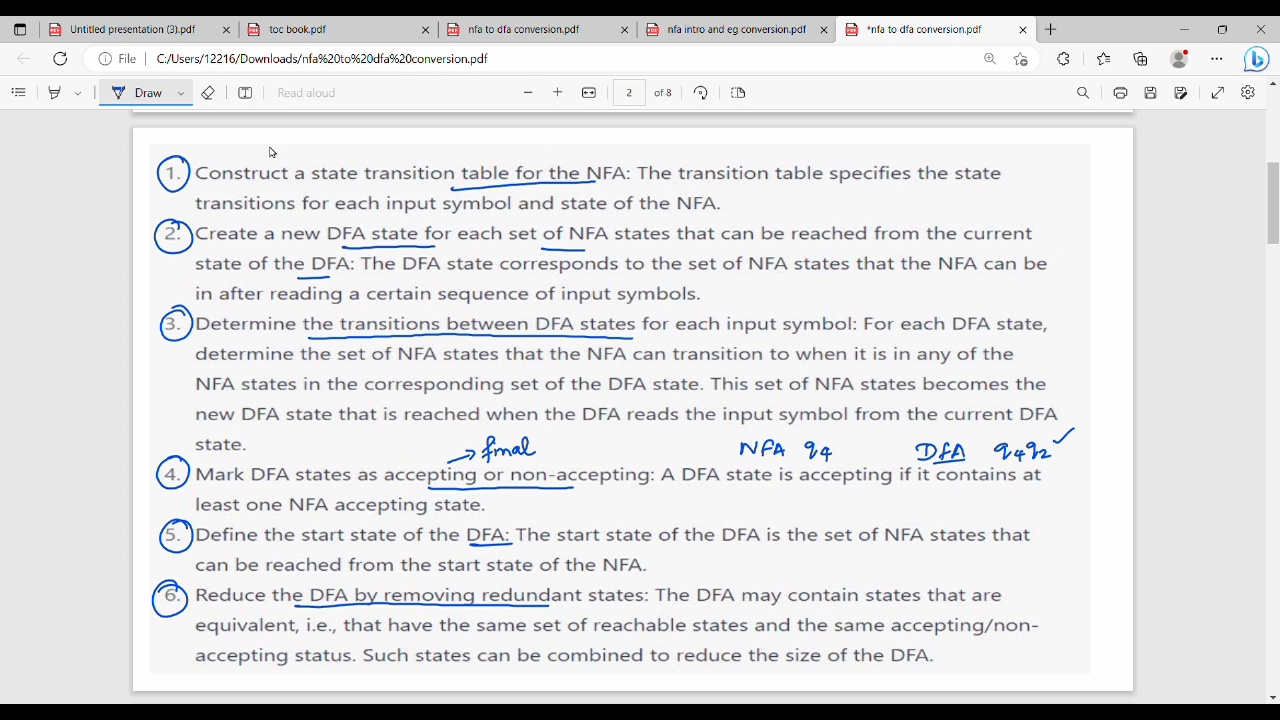 Untitled presentation (3).pdf
toc book.pdf
nfa to dfa conversion.pdf
nfa intro and eg conversion.pdf
*nfa to dfa conversion.pdf
File C:/Users/12216/Downloads/nfa%20to%20dfa%20conversion.pdf
Draw
Read aloud
2 of 8
1. Construct a state transition table for the NFA: The transition table specifies the state
transitions for each input symbol and state of the NFA.
2. Create a new DFA state for each set of NFA states that can be reached from the current
state of the DFA: The DFA state corresponds to the set of NFA states that the NFA can be
in after reading a certain sequence of input symbols.
3. Determine the transitions between DFA states for each input symbol: For each DFA state,
determine the set of NFA states that the NFA can transition to when it is in any of the
NFA states in the corresponding set of the DFA state. This set of NFA states becomes the
new DFA state that is reached when the DFA reads the input symbol from the current DFA
state.
→ final NFA q4 DFA q4q2 ✓
4. Mark DFA states as accepting or non-accepting: A DFA state is accepting if it contains at
least one NFA accepting state.
5. Define the start state of the DFA: The start state of the DFA is the set of NFA states that
can be reached from the start state of the NFA.
6. Reduce the DFA by removing redundant states: The DFA may contain states that are
equivalent, i.e., that have the same set of reachable states and the same accepting/non-
accepting status. Such states can be combined to reduce the size of the DFA.